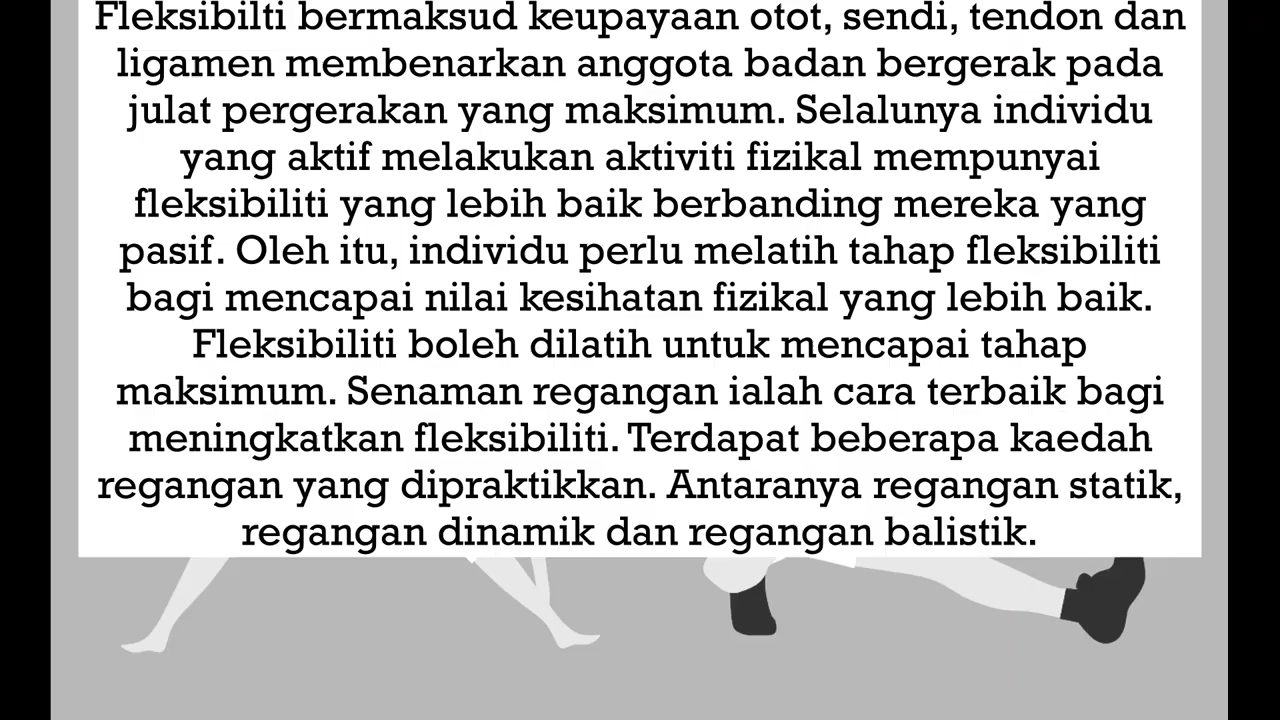 Fleksibilti bermaksud keupayaan otot, sendi, tendon dan
ligamen membenarkan anggota badan bergerak pada
julat pergerakan yang maksimum. Selalunya individu
yang aktif melakukan aktiviti fizikal mempunyai
fleksibiliti yang lebih baik berbanding mereka yang
pasif. Oleh itu, individu perlu melatih tahap fleksibiliti
bagi mencapai nilai kesihatan fizikal yang lebih baik.
Fleksibiliti boleh dilatih untuk mencapai tahap
maksimum. Senaman regangan ialah cara terbaik bagi
meningkatkan fleksibiliti. Terdapat beberapa kaedah
regangan yang dipraktikkan. Antaranya regangan statik,
regangan dinamik dan regangan balistik.